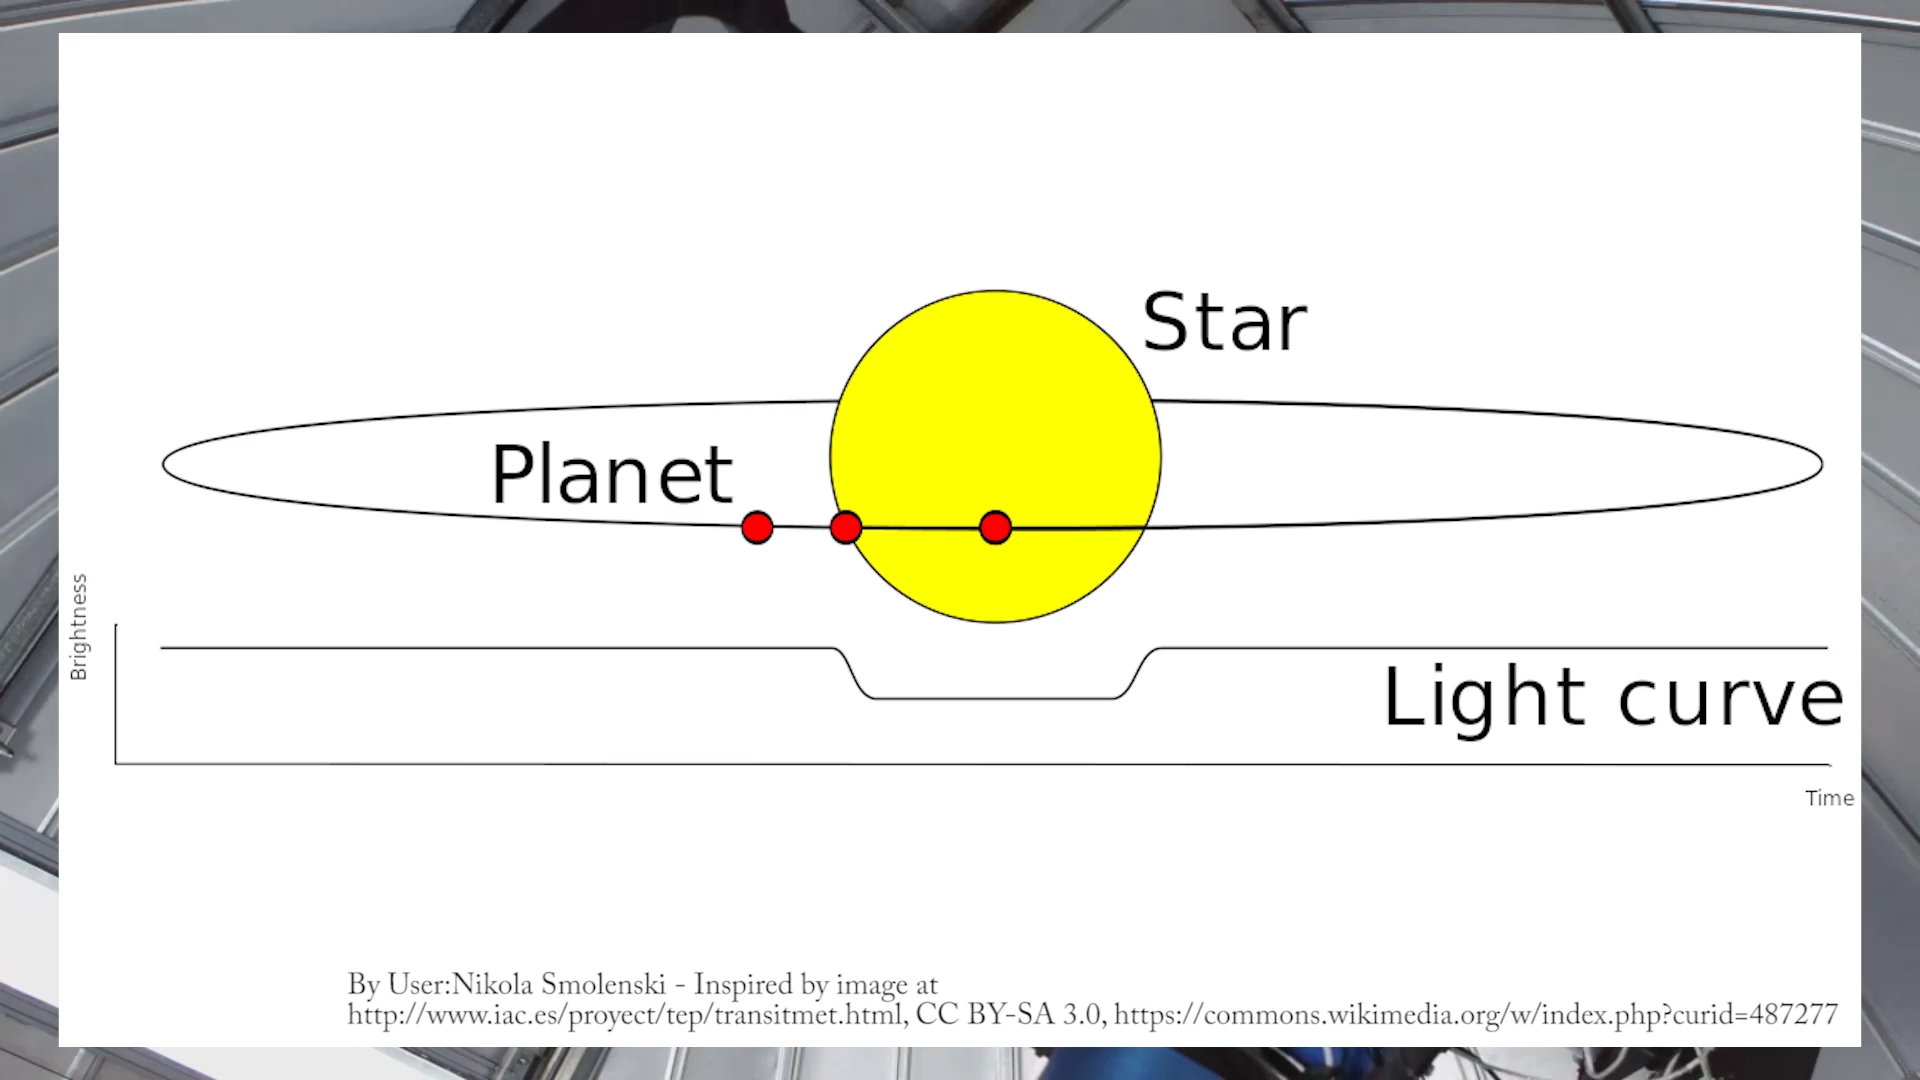 Star
Planet
Brightness
Light curve
Time
By User:Nikola Smolenski - Inspired by image at
http://www.iac.es/proyect/tep/transitmet.html, CC BY-SA 3.0, https://commons.wikimedia.org/w/index.php?curid=487277